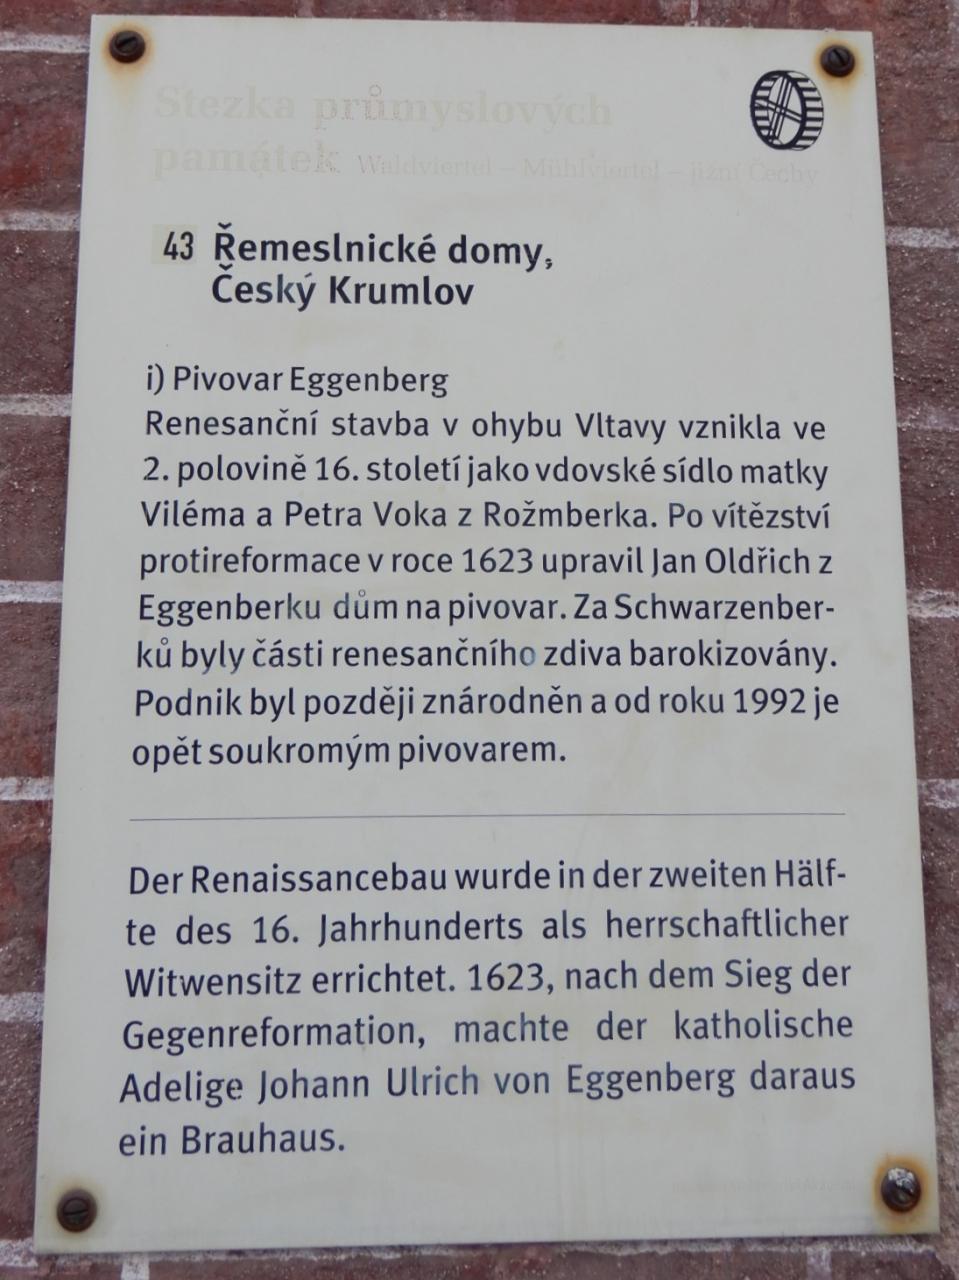 Stezka průmyslových
památek Waldviertel – Mühlviertel – jižní Čechy
43 Řemeslnické domy,
Český Krumlov
i) Pivovar Eggenberg
Renesanční stavba v ohybu Vltavy vznikla ve
2. polovině 16. století jako vdovské sídlo matky
Viléma a Petra Voka z Rožmberka. Po vítězství
protireformace v roce 1623 upravil Jan Oldřich z
Eggenberku dům na pivovar. Za Schwarzenber-
ků byly části renesančního zdiva barokizovány.
Podnik byl později znárodněn a od roku 1992 je
opět soukromým pivovarem.
Der Renaissancebau wurde in der zweiten Hälf-
te des 16. Jahrhunderts als herrschaftlicher
Witwensitz errichtet. 1623, nach dem Sieg der
Gegenreformation, machte der katholische
Adelige Johann Ulrich von Eggenberg daraus
ein Brauhaus.